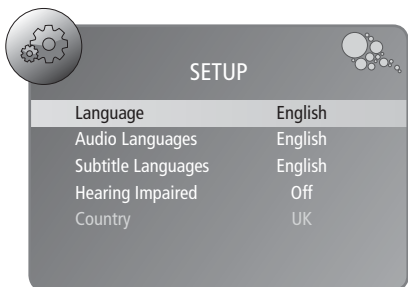 SETUP
Language English
Audio Languages English
Subtitle Languages English
Hearing Impaired Off
Country UK